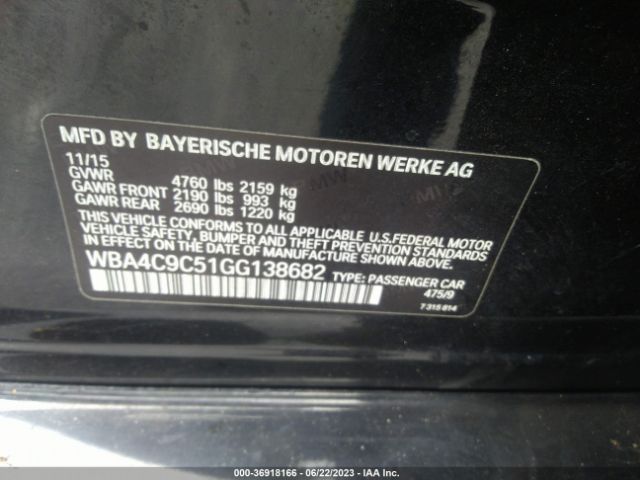 MFD BY BAYERISCHE MOTOREN WERKE AG
11/15
GVWR 4760 lbs 2159 kg
GAWR FRONT 2190 lbs 993 kg
GAWR REAR 2690 lbs 1220 kg
THIS VEHICLE CONFORMS TO ALL APPLICABLE U.S.FEDERAL MOTOR
VEHICLE SAFETY, BUMPER AND THEFT PREVENTION STANDARDS
IN EFFECT ON THE DATE OF MANUFACTURE SHOWN ABOVE.
WBA4C9C51GG138682 TYPE: PASSENGER CAR
475/9
7 315 814
000-36918166 - 06/22/2023 - IAA Inc.